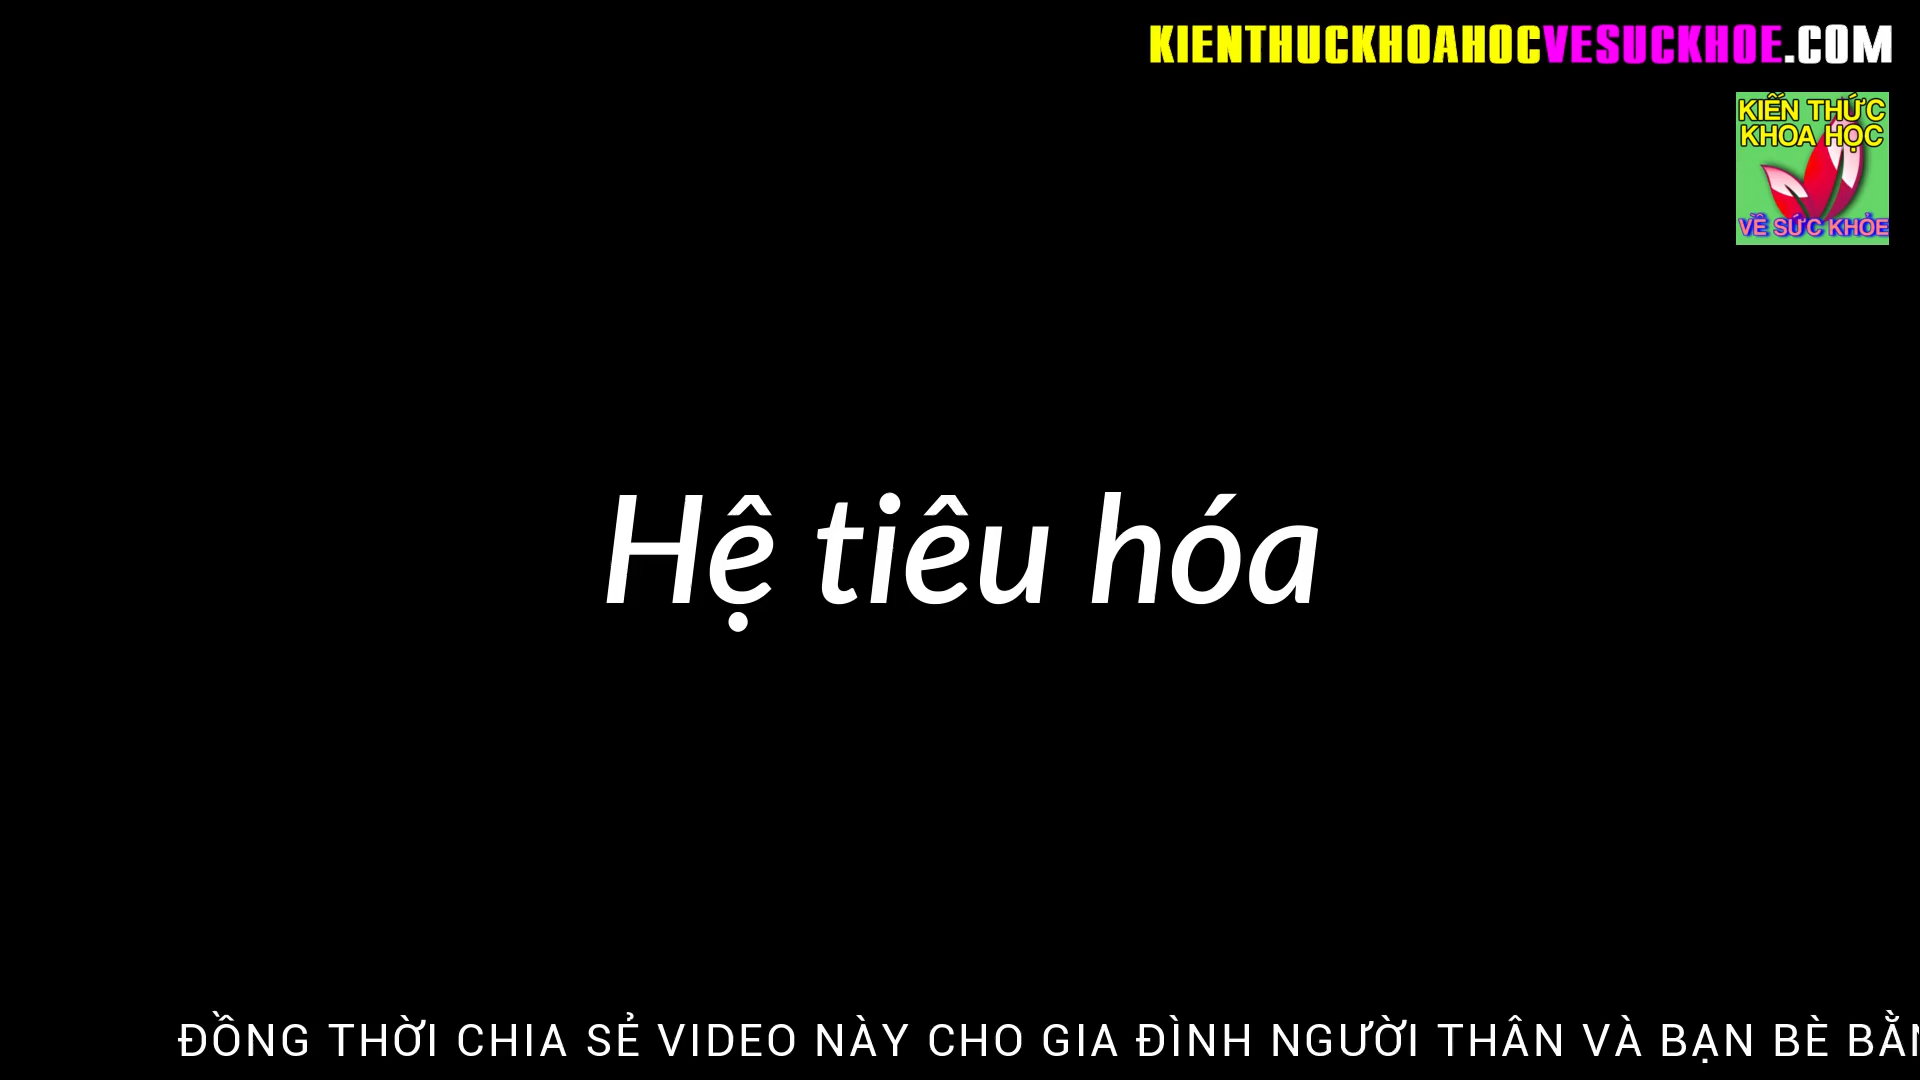 KIENTHUCKHOAHOCVESUCKHOE.COM
KIẾN THỨC
KHOA HỌC
VỀ SỨC KHỎE
Hệ tiêu hóa
ĐỒNG THỜI CHIA SẺ VIDEO NÀY CHO GIA ĐÌNH NGƯỜI THÂN VÀ BẠN BÈ